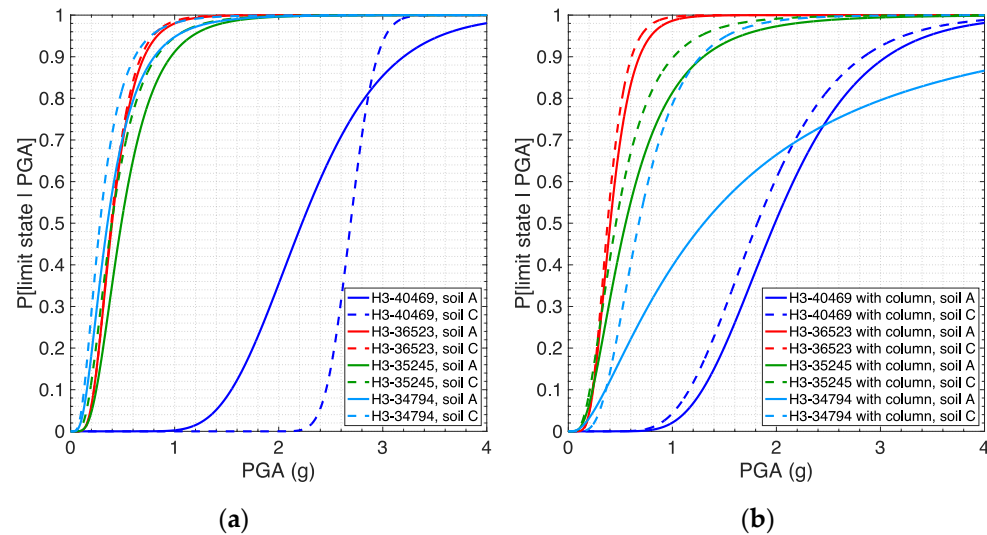 P[limit state | PGA]
1
0.9
0.8
0.7
0.6
0.5
0.4
0.3
0.2
0.1
0
H3-40469, soil A
H3-40469, soil C
H3-36523, soil A
H3-36523, soil C
H3-35245, soil A
H3-35245, soil C
H3-34794, soil A
H3-34794, soil C
0 1 2 3 4
PGA (g)
(a)
P[limit state | PGA]
1
0.9
0.8
0.7
0.6
0.5
0.4
0.3
0.2
0.1
0
H3-40469 with column, soil A
H3-40469 with column, soil C
H3-36523 with column, soil A
H3-36523 with column, soil C
H3-35245 with column, soil A
H3-35245 with column, soil C
H3-34794 with column, soil A
H3-34794 with column, soil C
0 1 2 3 4
PGA (g)
(b)